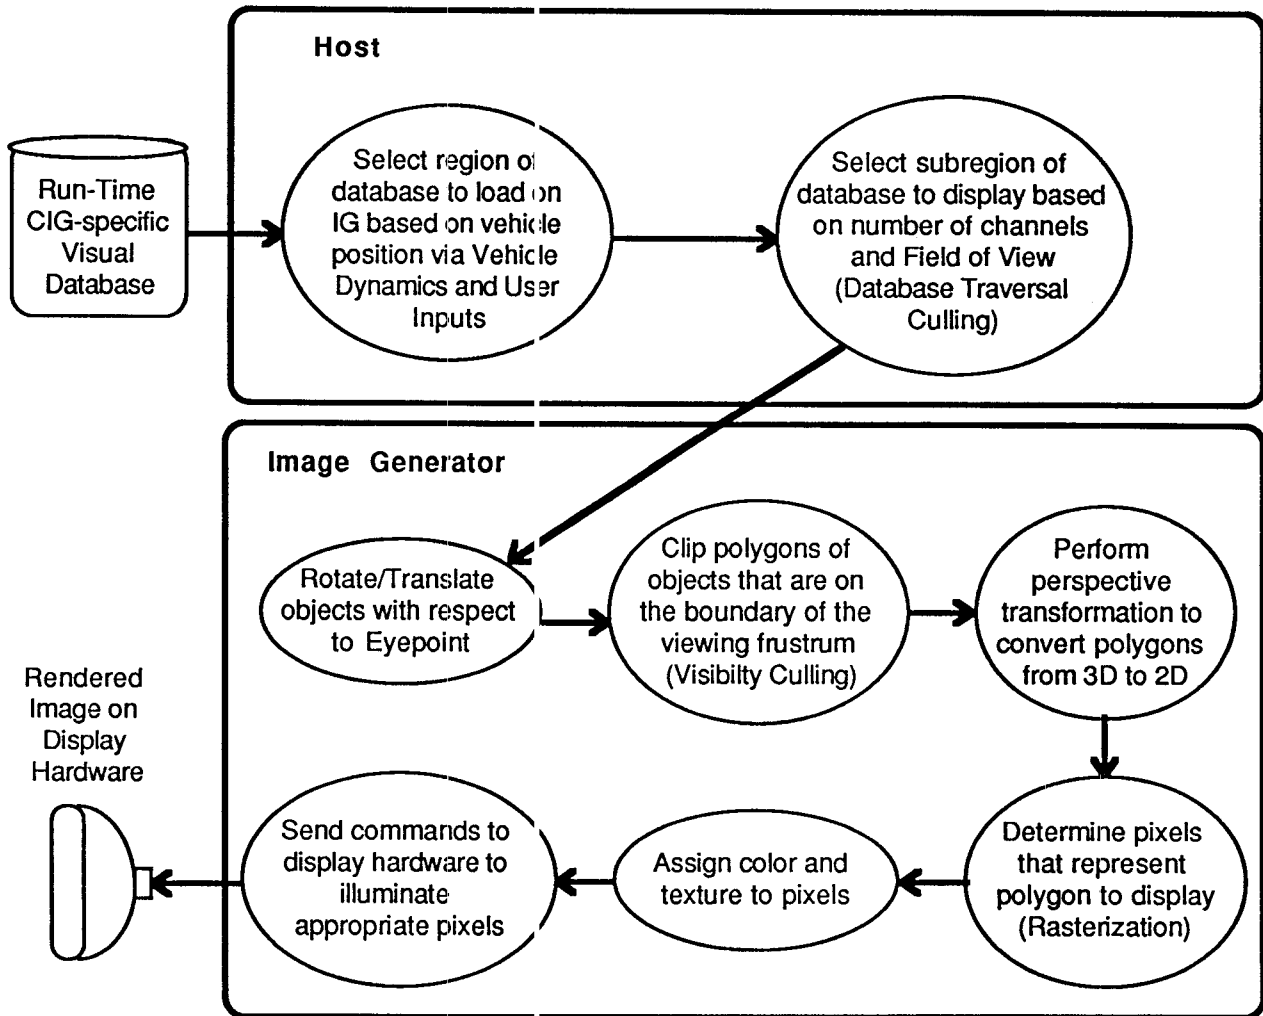 Host
Run-Time
CIG-specific
Visual
Database
Select region of
database to load on
IG based on vehicle
position via Vehicle
Dynamics and User
Inputs
Select subregion of
database to display based
on number of channels
and Field of View
(Database Traversal
Culling)
Image Generator
Rotate/Translate
objects with respect
to Eyepoint
Clip polygons of
objects that are on
the boundary of the
viewing frustrum
(Visibilty Culling)
Perform
perspective
transformation to
convert polygons
from 3D to 2D
Determine pixels
that represent
polygon to display
(Rasterization)
Assign color and
texture to pixels
Send commands to
display hardware to
illuminate
appropriate pixels
Rendered
Image on
Display
Hardware